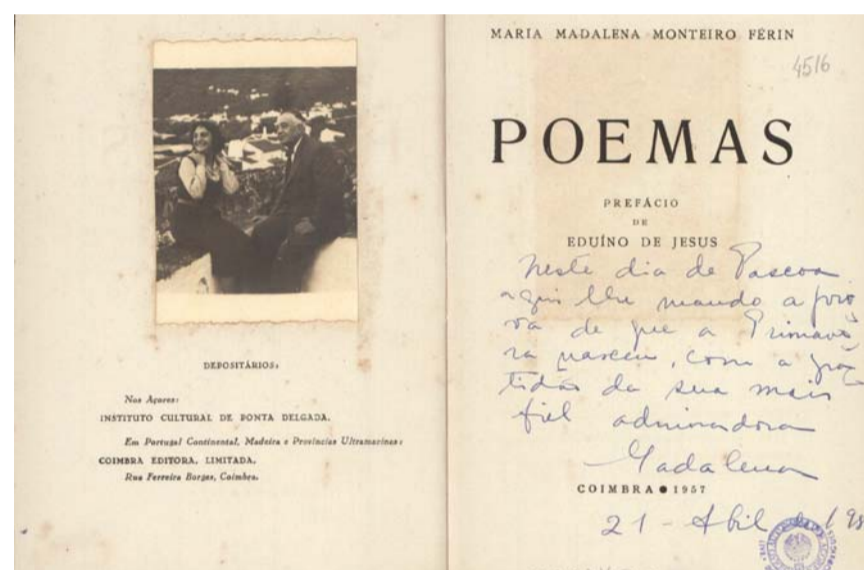 DEPOSITÁRIOS:
Nos Açores:
INSTITUTO CULTURAL DE PONTA DELGADA.
Em Portugal Continental, Madeira e Províncias Ultramarinas:
COIMBRA EDITORA, LIMITADA.
Rua Ferreira Borges, Coimbra.
MARIA MADALENA MONTEIRO FÉRIN
4516
POEMAS
PREFÁCIO
DE
EDUÍNO DE JESUS
Neste dia de Pascoa
aqui lhe mando a pro
va de que a Primave
ra nasceu, com a gra
tidão da sua mais
fiel admiradora
Madalena
COIMBRA ● 1957
21 - Abril de 19